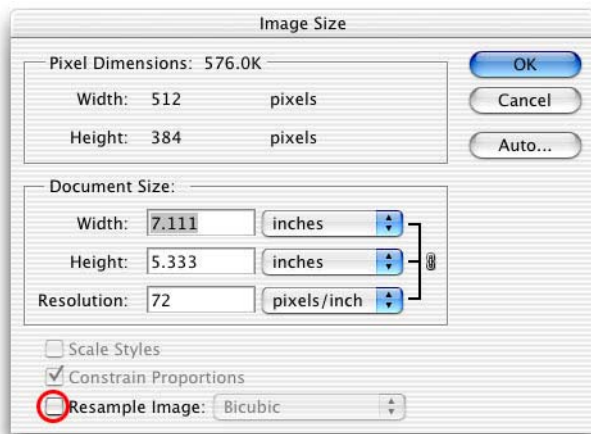 Image Size
Pixel Dimensions: 576.0K
Width: 512 pixels
Height: 384 pixels
OK
Cancel
Auto...
Document Size:
Width: 7.111 inches
Height: 5.333 inches
Resolution: 72 pixels/inch
Scale Styles
Constrain Proportions
Resample Image: Bicubic